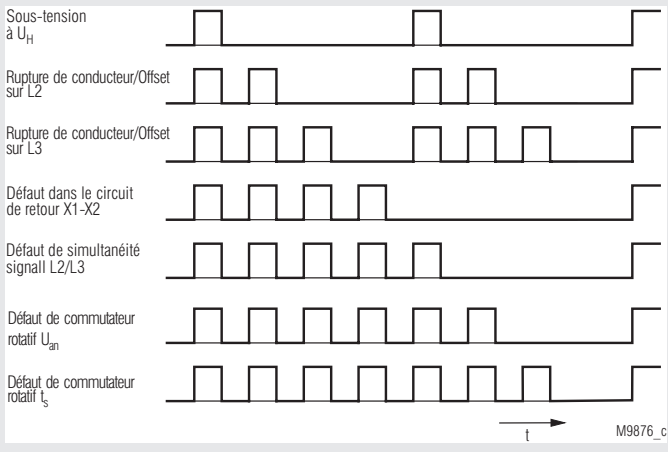 Sous-tension
à UH
Rupture de conducteur/Offset
sur L2
Rupture de conducteur/Offset
sur L3
Défaut dans le circuit
de retour X1-X2
Défaut de simultanéité
signall L2/L3
Défaut de commutateur
rotatif Uan
Défaut de commutateur
rotatif ts
t
M9876_c